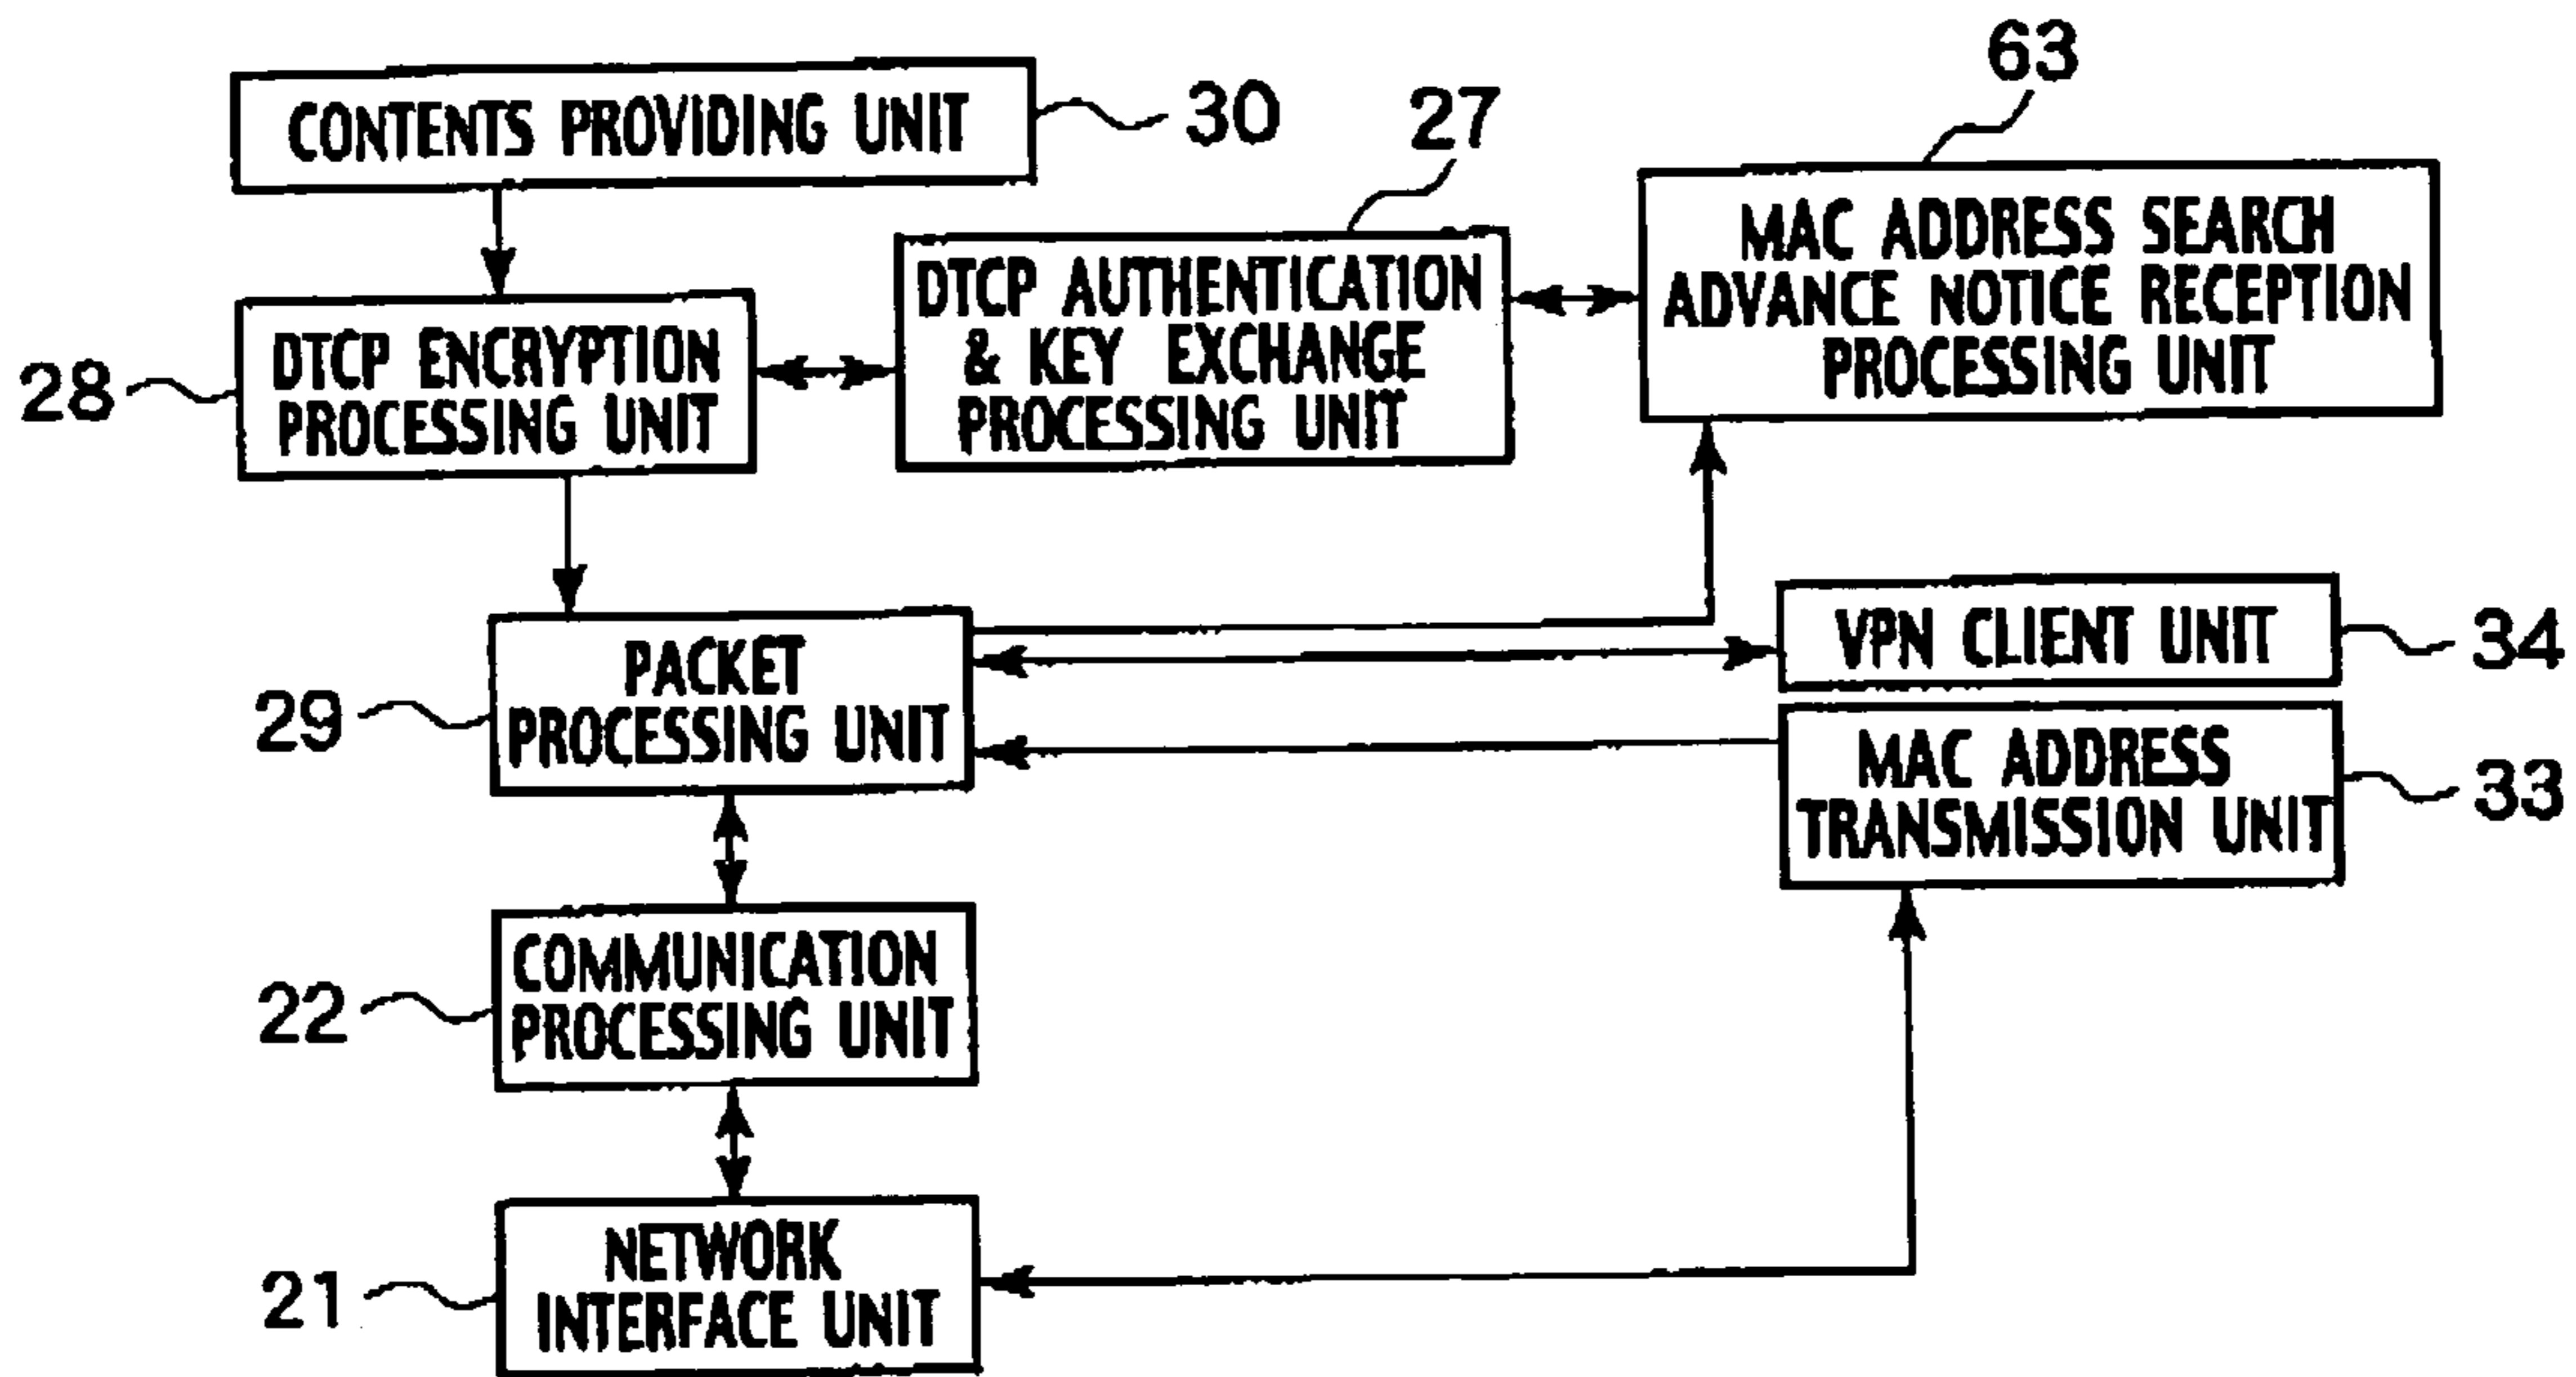 63
CONTENTS PROVIDING UNIT
30
27
MAC ADDRESS SEARCH
ADVANCE NOTICE RECEPTION
PROCESSING UNIT
DTCP AUTHENTICATION
& KEY EXCHANGE
PROCESSING UNIT
28
DTCP ENCRYPTION
PROCESSING UNIT
VPN CLIENT UNIT
34
29
PACKET
PROCESSING UNIT
MAC ADDRESS
TRANSMISSION UNIT
33
22
COMMUNICATION
PROCESSING UNIT
21
NETWORK
INTERFACE UNIT